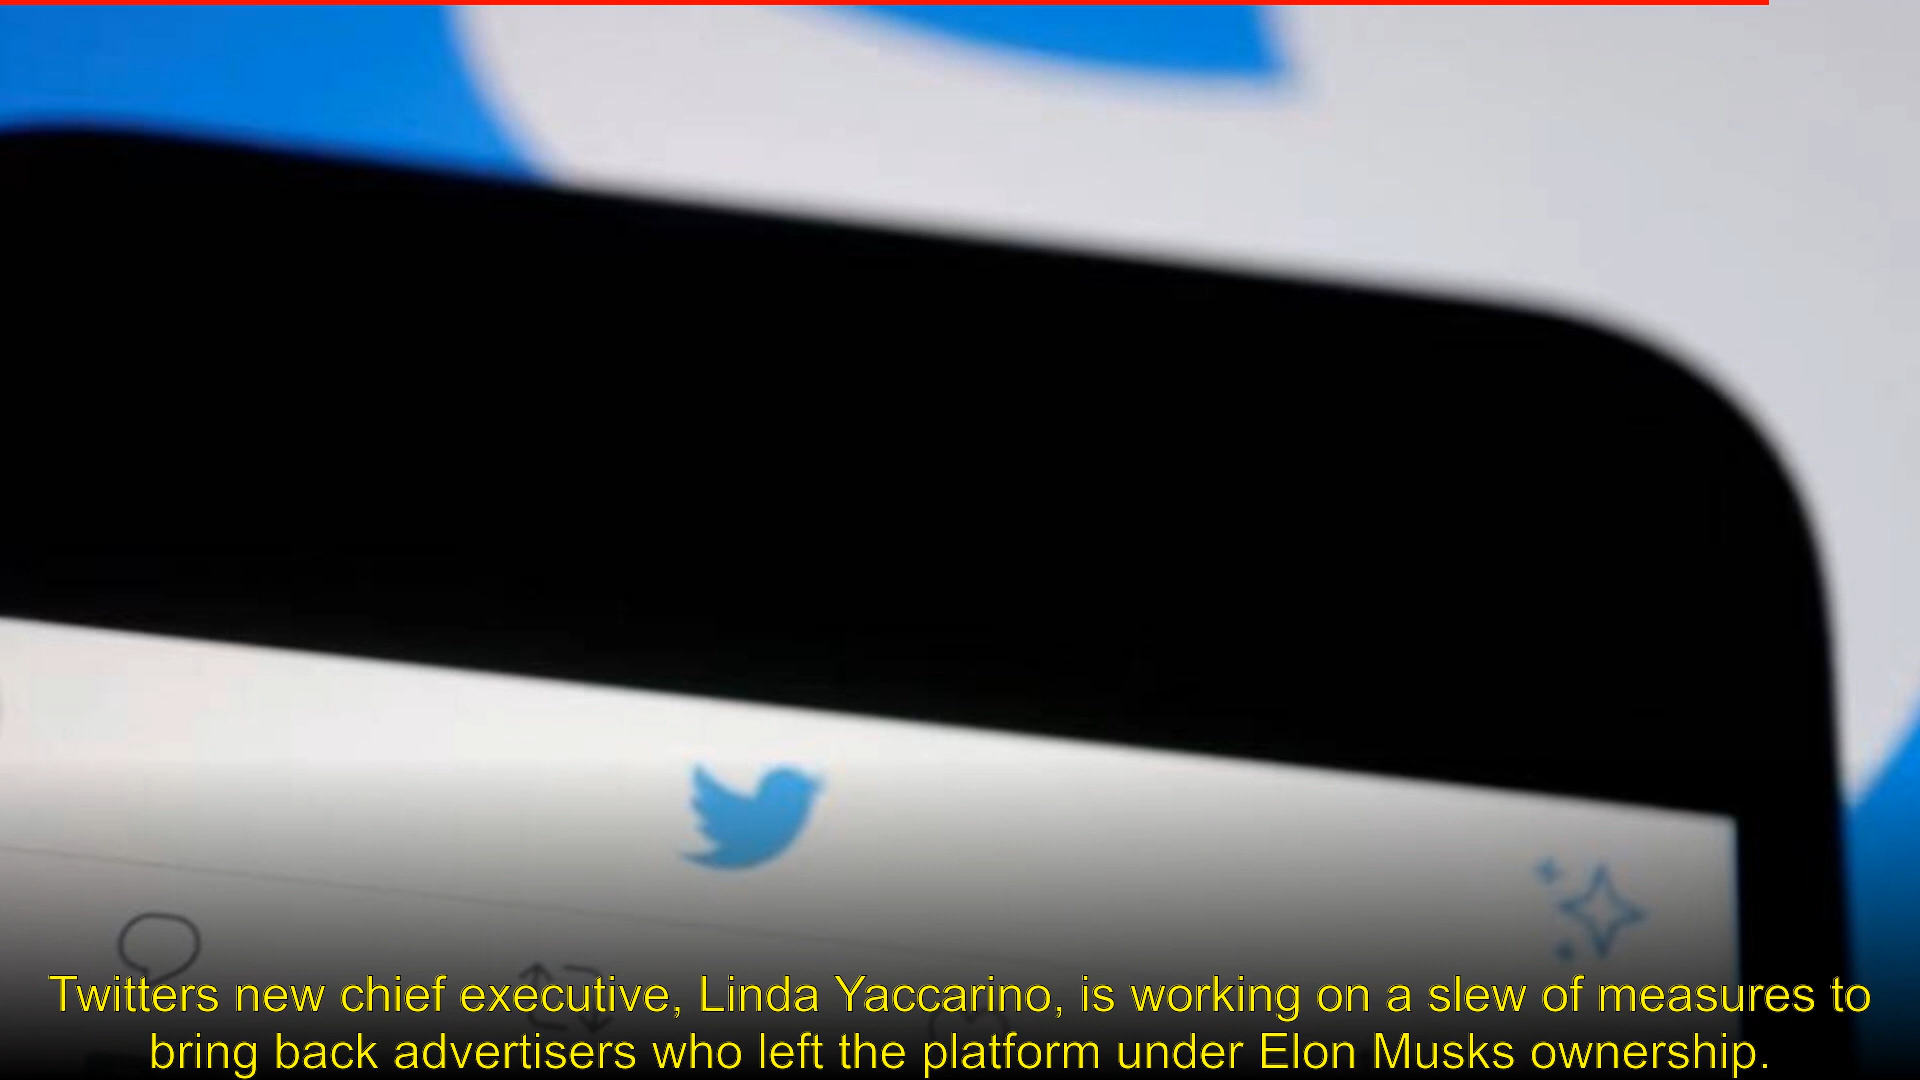 Twitters new chief executive, Linda Yaccarino, is working on a slew of measures to
bring back advertisers who left the platform under Elon Musks ownership.